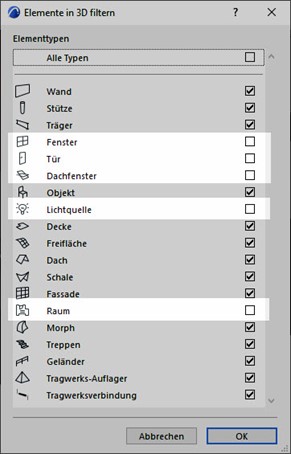 Elemente in 3D filtern ? ×
Elementtypen
Alle Typen
Wand
Stütze
Träger
Fenster
Tür
Dachfenster
Objekt
Lichtquelle
Decke
Freifläche
Dach
Schale
Fassade
Raum
Morph
Treppen
Geländer
Tragwerks-Auflager
Tragwerksverbindung
Abbrechen OK